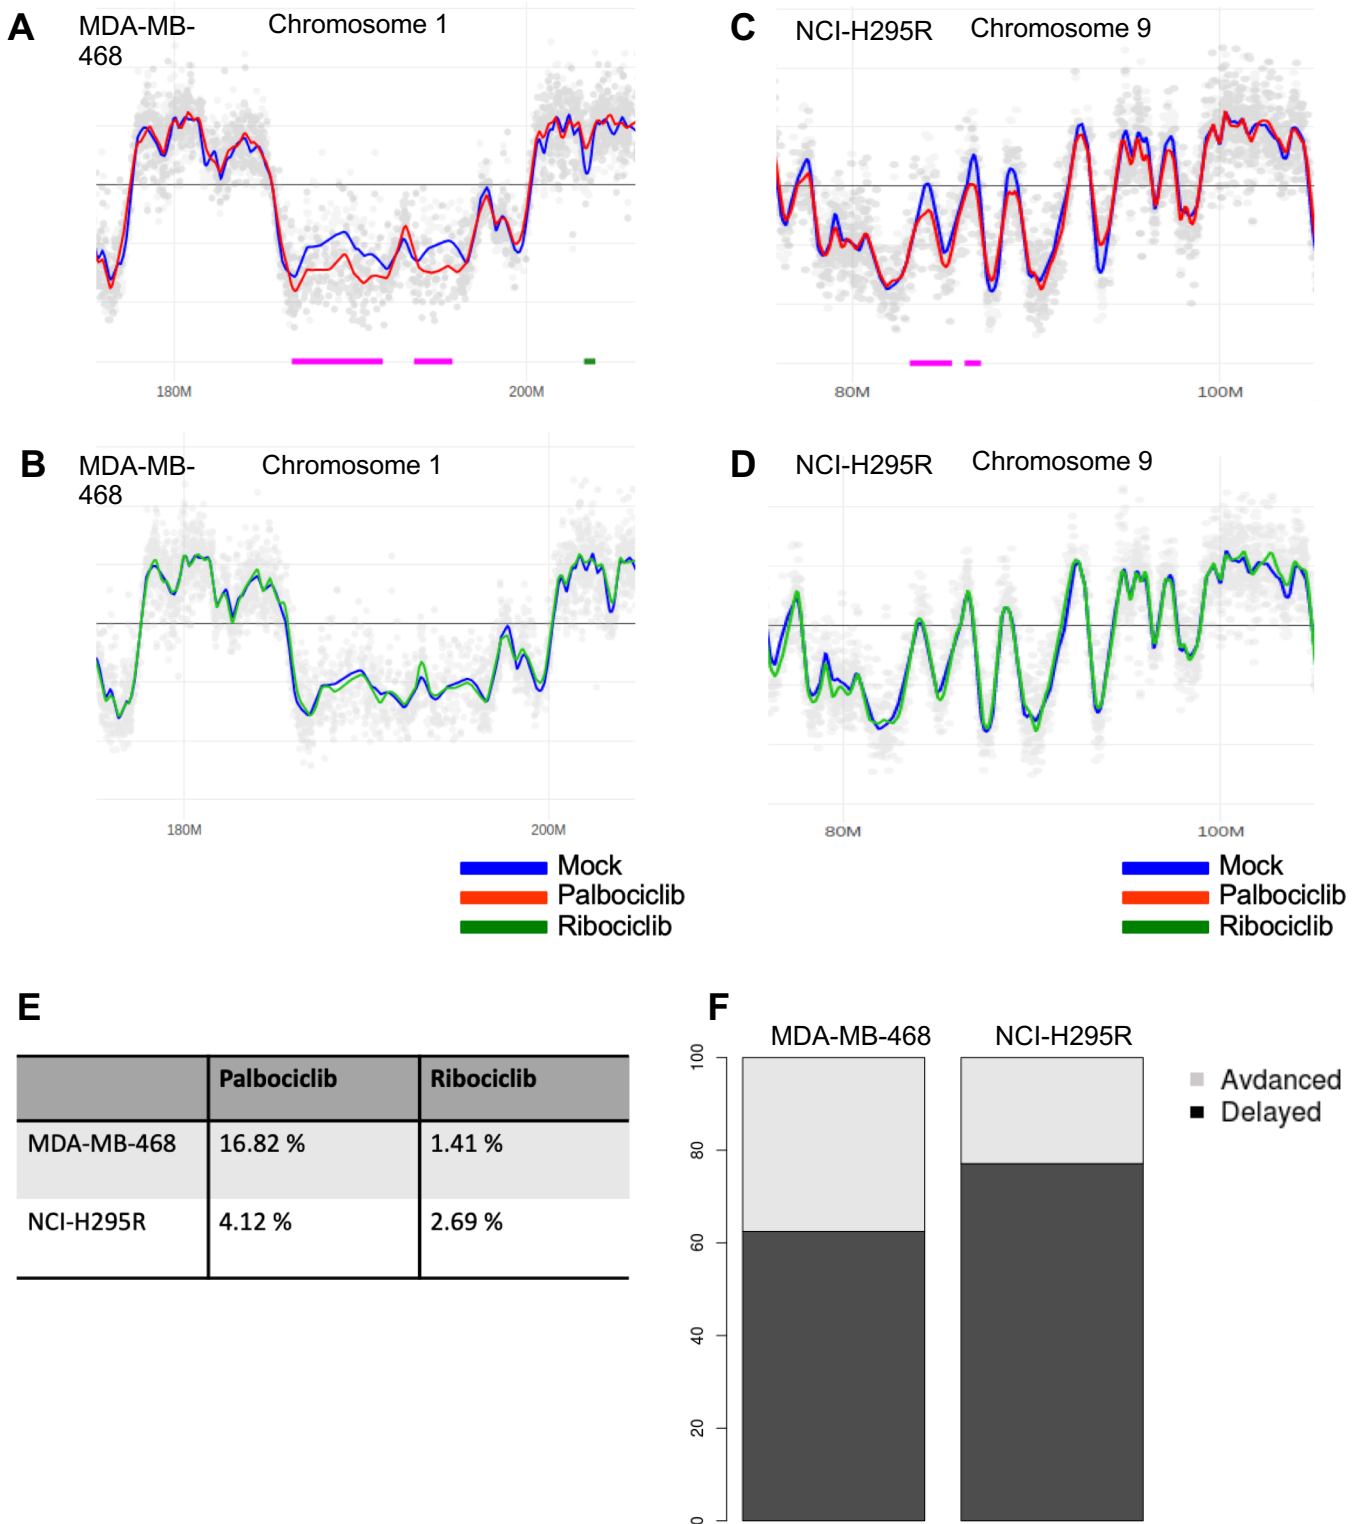 A
MDA-MB-
468
Chromosome 1
180M
200M
C
NCI-H295R
Chromosome 9
80M
100M
B
MDA-MB-
468
Chromosome 1
180M
200M
Mock
Palbociclib
Ribociclib
D
NCI-H295R
Chromosome 9
80M
100M
Mock
Palbociclib
Ribociclib
E
Palbociclib Ribociclib
MDA-MB-468 16.82 % 1.41 %
NCI-H295R 4.12 % 2.69 %
F
MDA-MB-468 NCI-H295R
100
80
60
40
20
0
Avdanced
Delayed